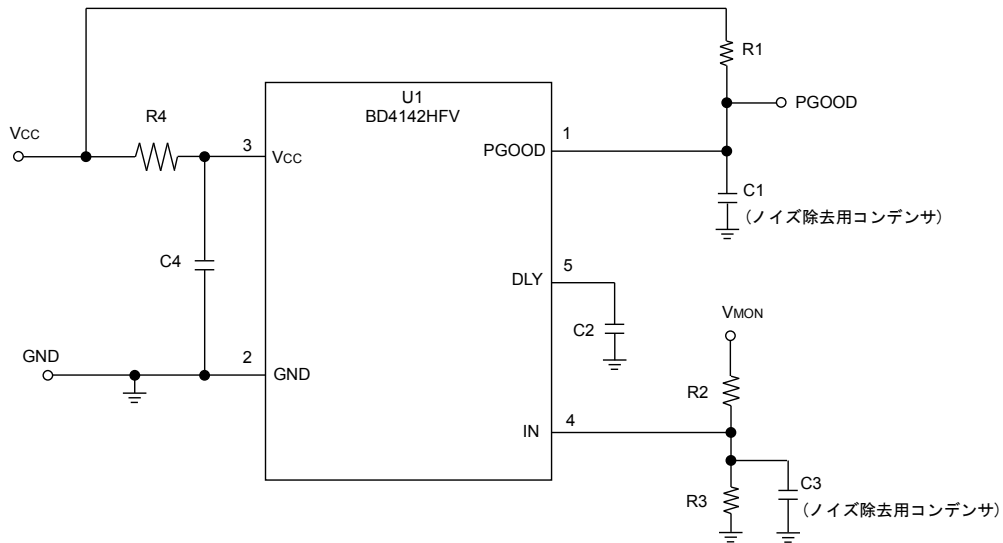 R1
PGOOD
U1
BD4142HFV
R4
VCC
3
VCC
1
PGOOD
C1
(ノイズ除去用コンデンサ)
C4
5
DLY
C2
VMON
GND
2
GND
R2
4
IN
R3
C3
(ノイズ除去用コンデンサ)